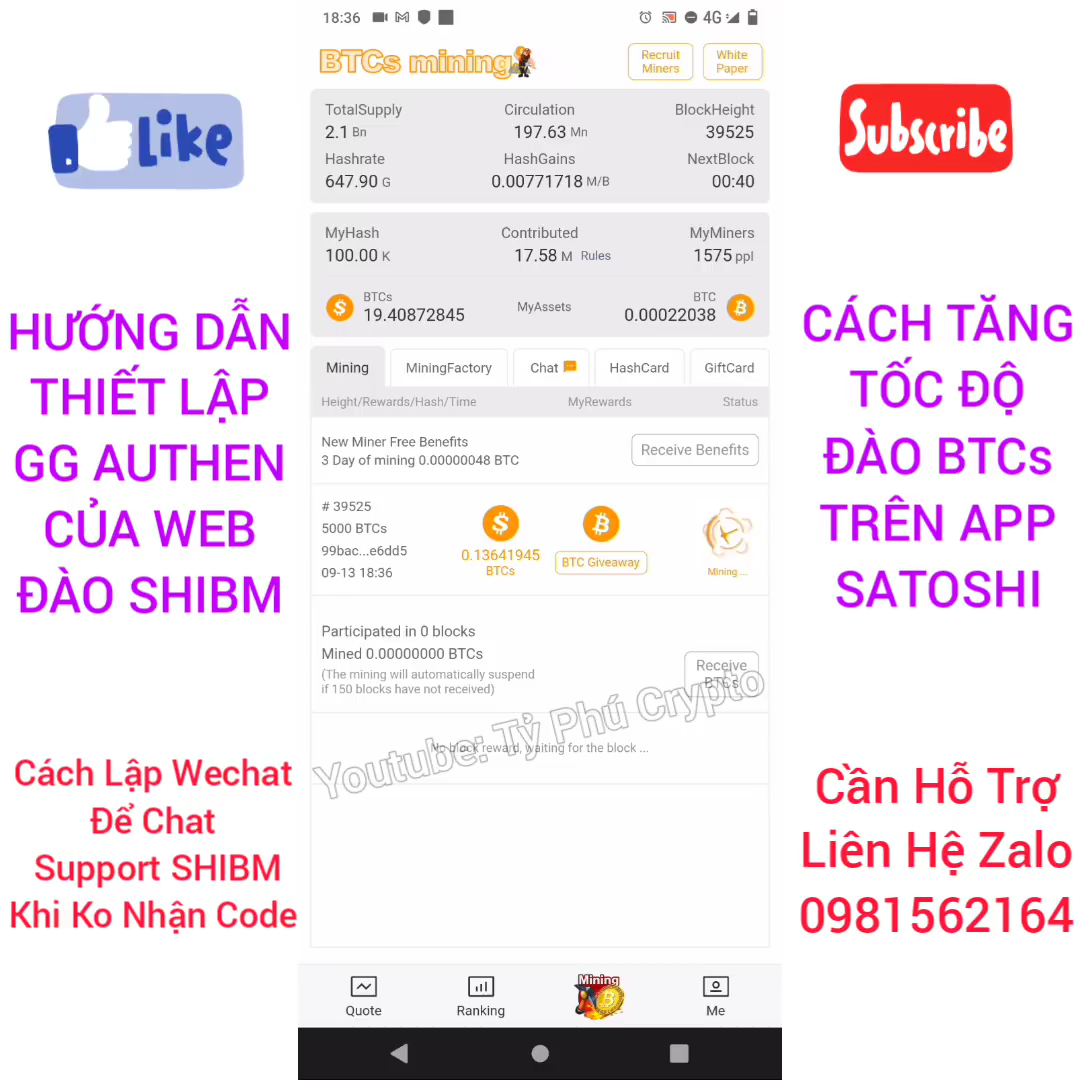 18:36
4G
BTCs mining
Recruit Miners
White Paper
TotalSupply Circulation BlockHeight
2.1 Bn 197.63 Mn 39525
Hashrate HashGains NextBlock
647.90 G 0.00771718 M/B 00:40
MyHash Contributed MyMiners
100.00 K 17.58 M Rules 1575 ppl
BTCs
19.40872845
MyAssets
BTC
0.00022038
Mining MiningFactory Chat HashCard GiftCard
Height/Rewards/Hash/Time MyRewards Status
New Miner Free Benefits
3 Day of mining 0.00000048 BTC
Receive Benefits
# 39525
5000 BTCs
99bac...e6dd5
09-13 18:36
0.13641945
BTCs
BTC Giveaway
Mining...
Participated in 0 blocks
Mined 0.00000000 BTCs
(The mining will automatically suspend
if 150 blocks have not received)
Receive
BTCs
No block reward, waiting for the block ...
Youtube: Tỷ Phú Crypto
Quote Ranking Mining Me
Like
HƯỚNG DẪN
THIẾT LẬP
GG AUTHEN
CỦA WEB
ĐÀO SHIBM
Cách Lập Wechat
Để Chat
Support SHIBM
Khi Ko Nhận Code
Subscribe
CÁCH TĂNG
TỐC ĐỘ
ĐÀO BTCs
TRÊN APP
SATOSHI
Cần Hỗ Trợ
Liên Hệ Zalo
0981562164